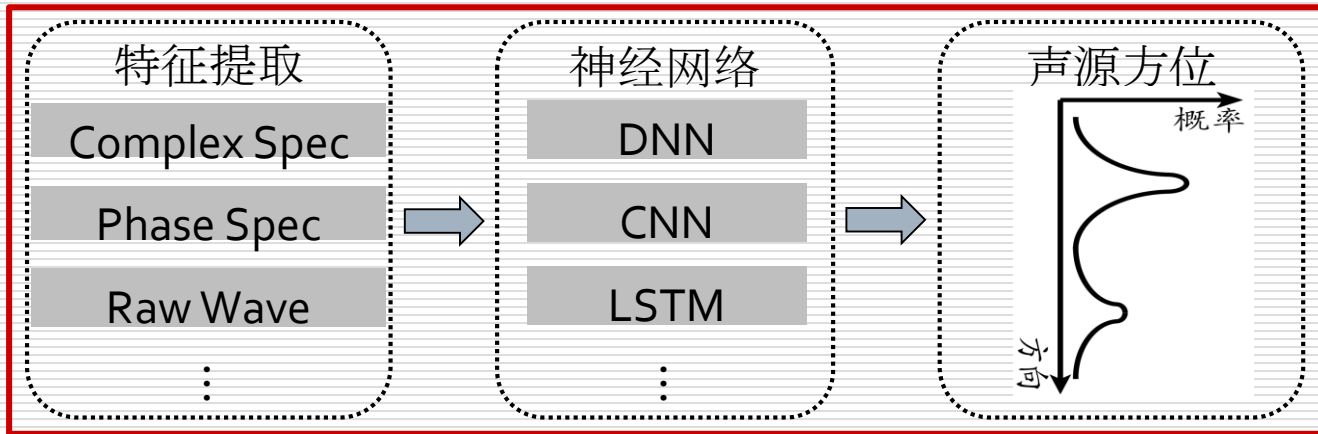 特征提取
Complex Spec
Phase Spec
Raw Wave
⋮
神经网络
DNN
CNN
LSTM
⋮
声源方位
概率
方向